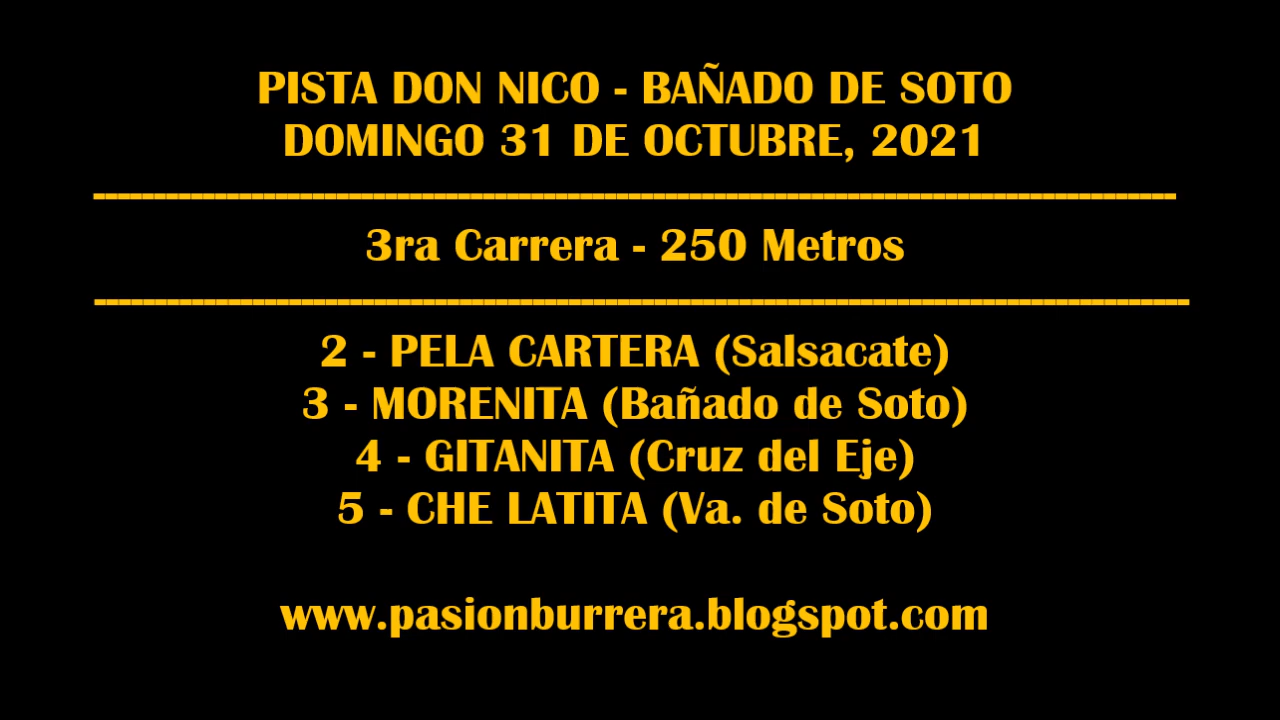 PISTA DON NICO - BAÑADO DE SOTO
DOMINGO 31 DE OCTUBRE, 2021
3ra Carrera - 250 Metros
2 - PELA CARTERA (Salsacate)
3 - MORENITA (Bañado de Soto)
4 - GITANITA (Cruz del Eje)
5 - CHE LATITA (Va. de Soto)
www.pasionburrera.blogspot.com